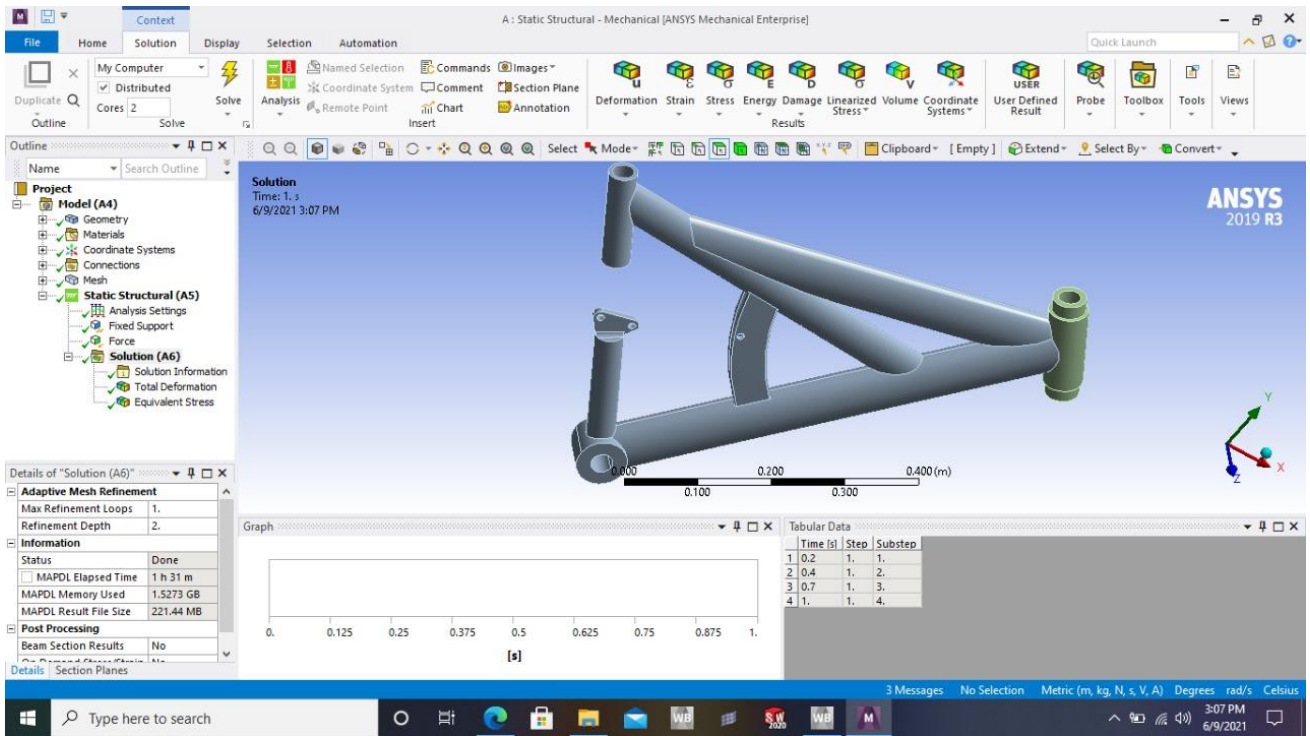 M
Context
A : Static Structural - Mechanical [ANSYS Mechanical Enterprise]
File Home Solution Display Selection Automation
Quick Launch
My Computer
Distributed
Cores 2
Duplicate
Outline
Solve
Solve
Analysis
Named Selection
Coordinate System
Remote Point
Commands
Comment
Chart
Images
Section Plane
Annotation
Insert
Deformation Strain Stress Energy Damage Linearized Stress Volume Coordinate Systems
Results
User Defined Result
Probe
Toolbox
Tools
Views
Outline
Name Search Outline
Select Mode Clipboard [ Empty ] Extend Select By Convert
Project
Model (A4)
Geometry
Materials
Coordinate Systems
Connections
Mesh
Static Structural (A5)
Analysis Settings
Fixed Support
Force
Solution (A6)
Solution Information
Total Deformation
Equivalent Stress
Solution
Time: 1. s
6/9/2021 3:07 PM
ANSYS
2019 R3
0.000 0.200 0.400 (m)
0.100 0.300
Y
X
Z
Details of "Solution (A6)"
Adaptive Mesh Refinement
Max Refinement Loops 1.
Refinement Depth 2.
Information
Status Done
MAPDL Elapsed Time 1 h 31 m
MAPDL Memory Used 1.5273 GB
MAPDL Result File Size 221.44 MB
Post Processing
Beam Section Results No
Details Section Planes
Graph
0. 0.125 0.25 0.375 0.5 0.625 0.75 0.875 1.
[s]
Tabular Data
Time [s] Step Substep
1 0.2 1. 1.
2 0.4 1. 2.
3 0.7 1. 3.
4 1. 1. 4.
3 Messages No Selection Metric (m, kg, N, s, V, A) Degrees rad/s Celsius
Type here to search
WB
SW
2020
WB
M
3:07 PM
6/9/2021